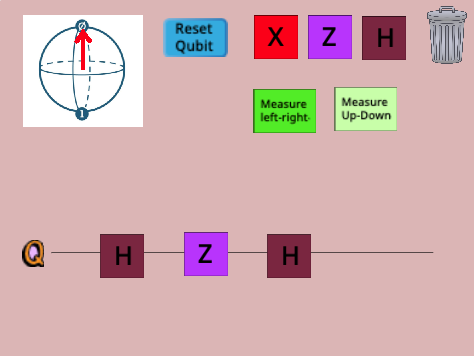 0
Reset
Qubit
X Z H
1
Measure
left-right-
Measure
Up-Down
Q H Z H